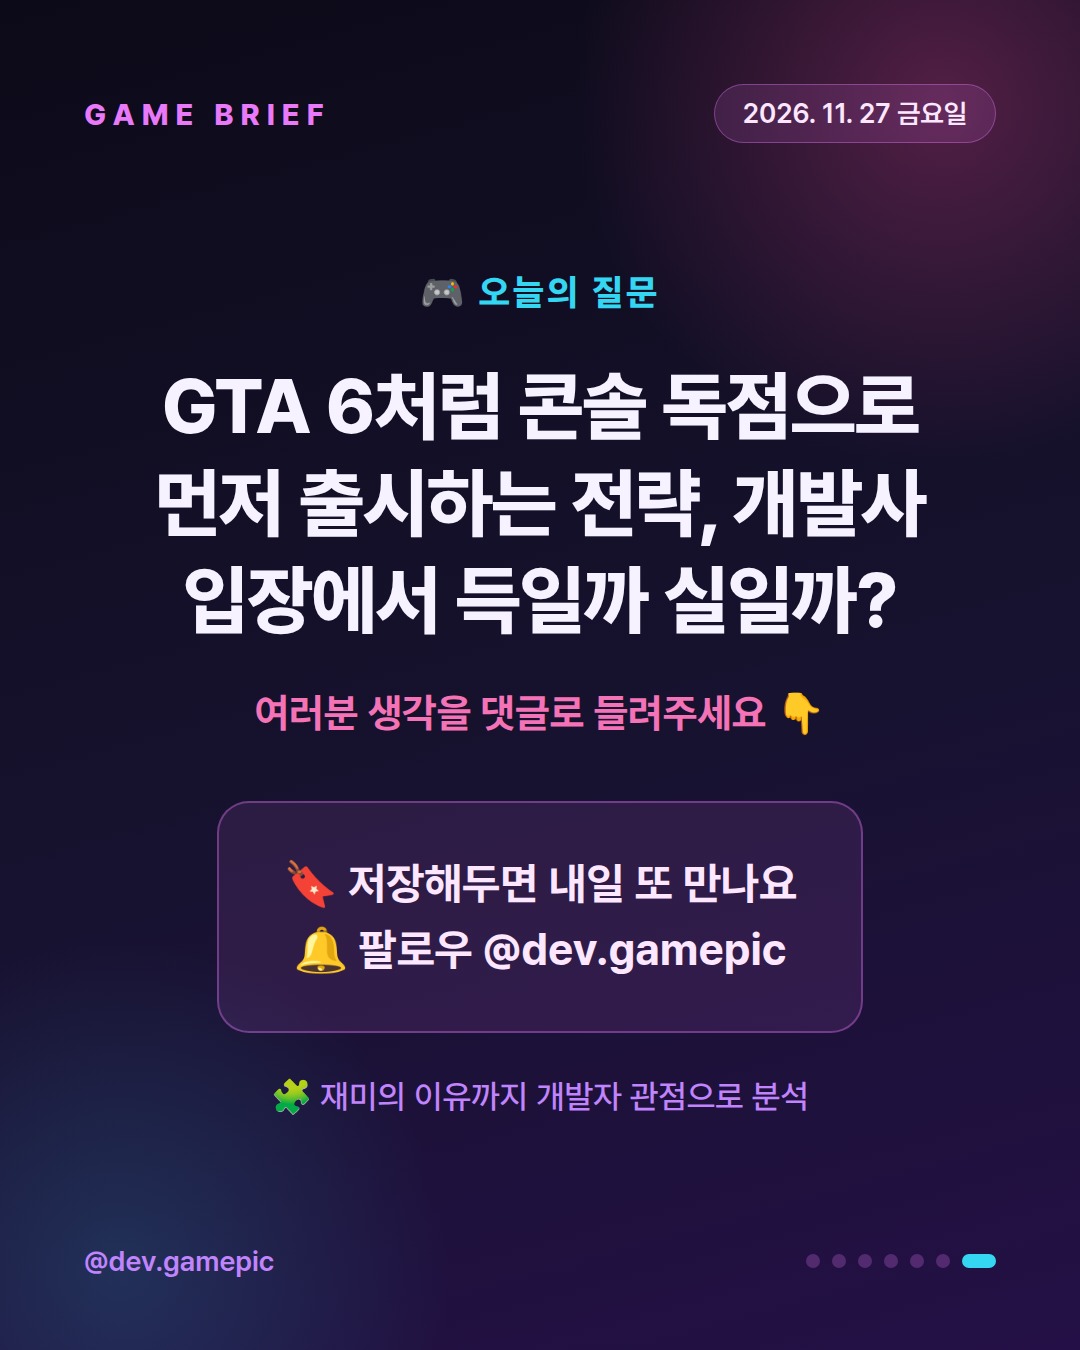 GAME BRIEF
2026. 11. 27 금요일
🎮 오늘의 질문
GTA 6처럼 콘솔 독점으로
먼저 출시하는 전략, 개발사
입장에서 득일까 실일까?
여러분 생각을 댓글로 들려주세요 👇
🔖 저장해두면 내일 또 만나요
🔔 팔로우 @dev.gamepic
🧩 재미의 이유까지 개발자 관점으로 분석
@dev.gamepic